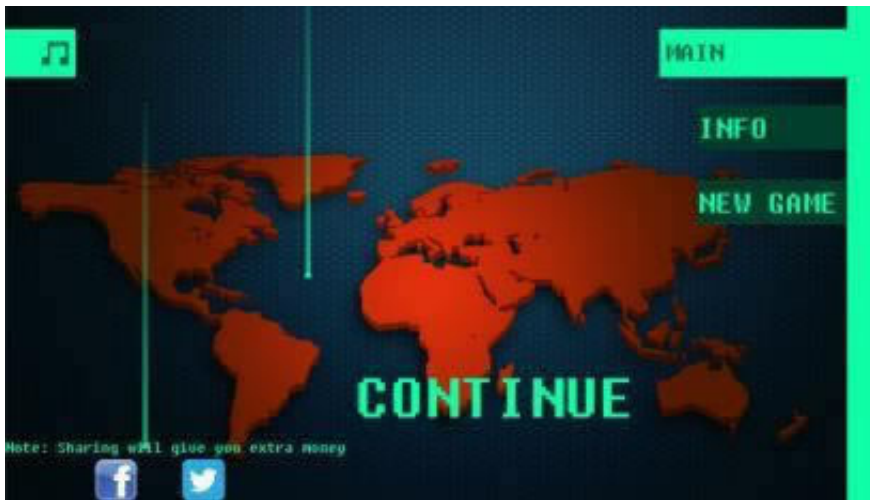 MAIN
INFO
NEW GAME
CONTINUE
Note: Sharing will give you extra money